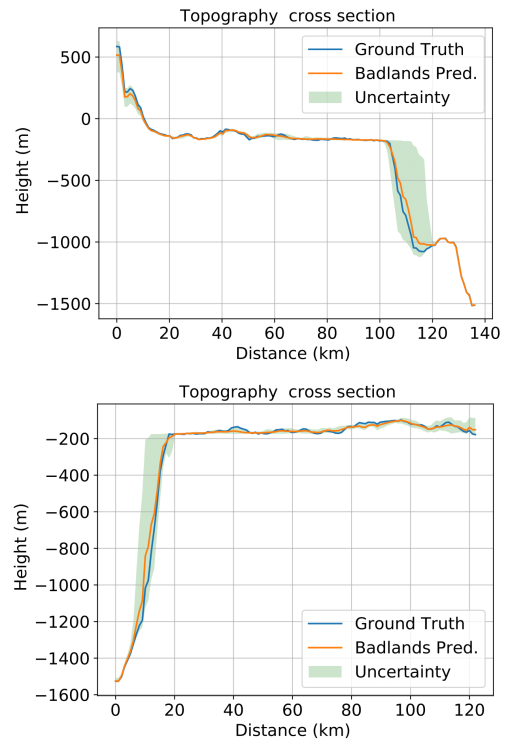 Topography  cross section
Ground Truth
Badlands Pred.
Uncertainty
500
0
−500
−1000
−1500
Height (m)
0 20 40 60 80 100 120 140
Distance (km)
Topography  cross section
−200
−400
−600
−800
−1000
−1200
−1400
−1600
Height (m)
Ground Truth
Badlands Pred.
Uncertainty
0 20 40 60 80 100 120
Distance (km)